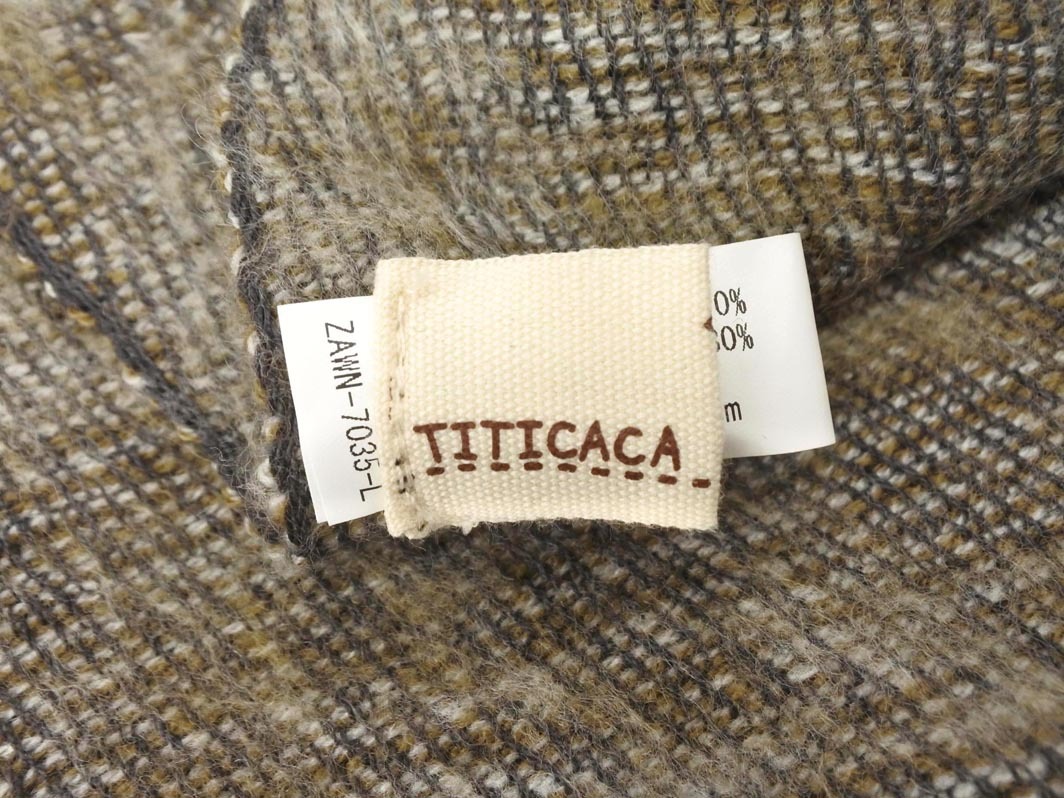 ZAWN-7035-L
TITICACA
0%
0%
m